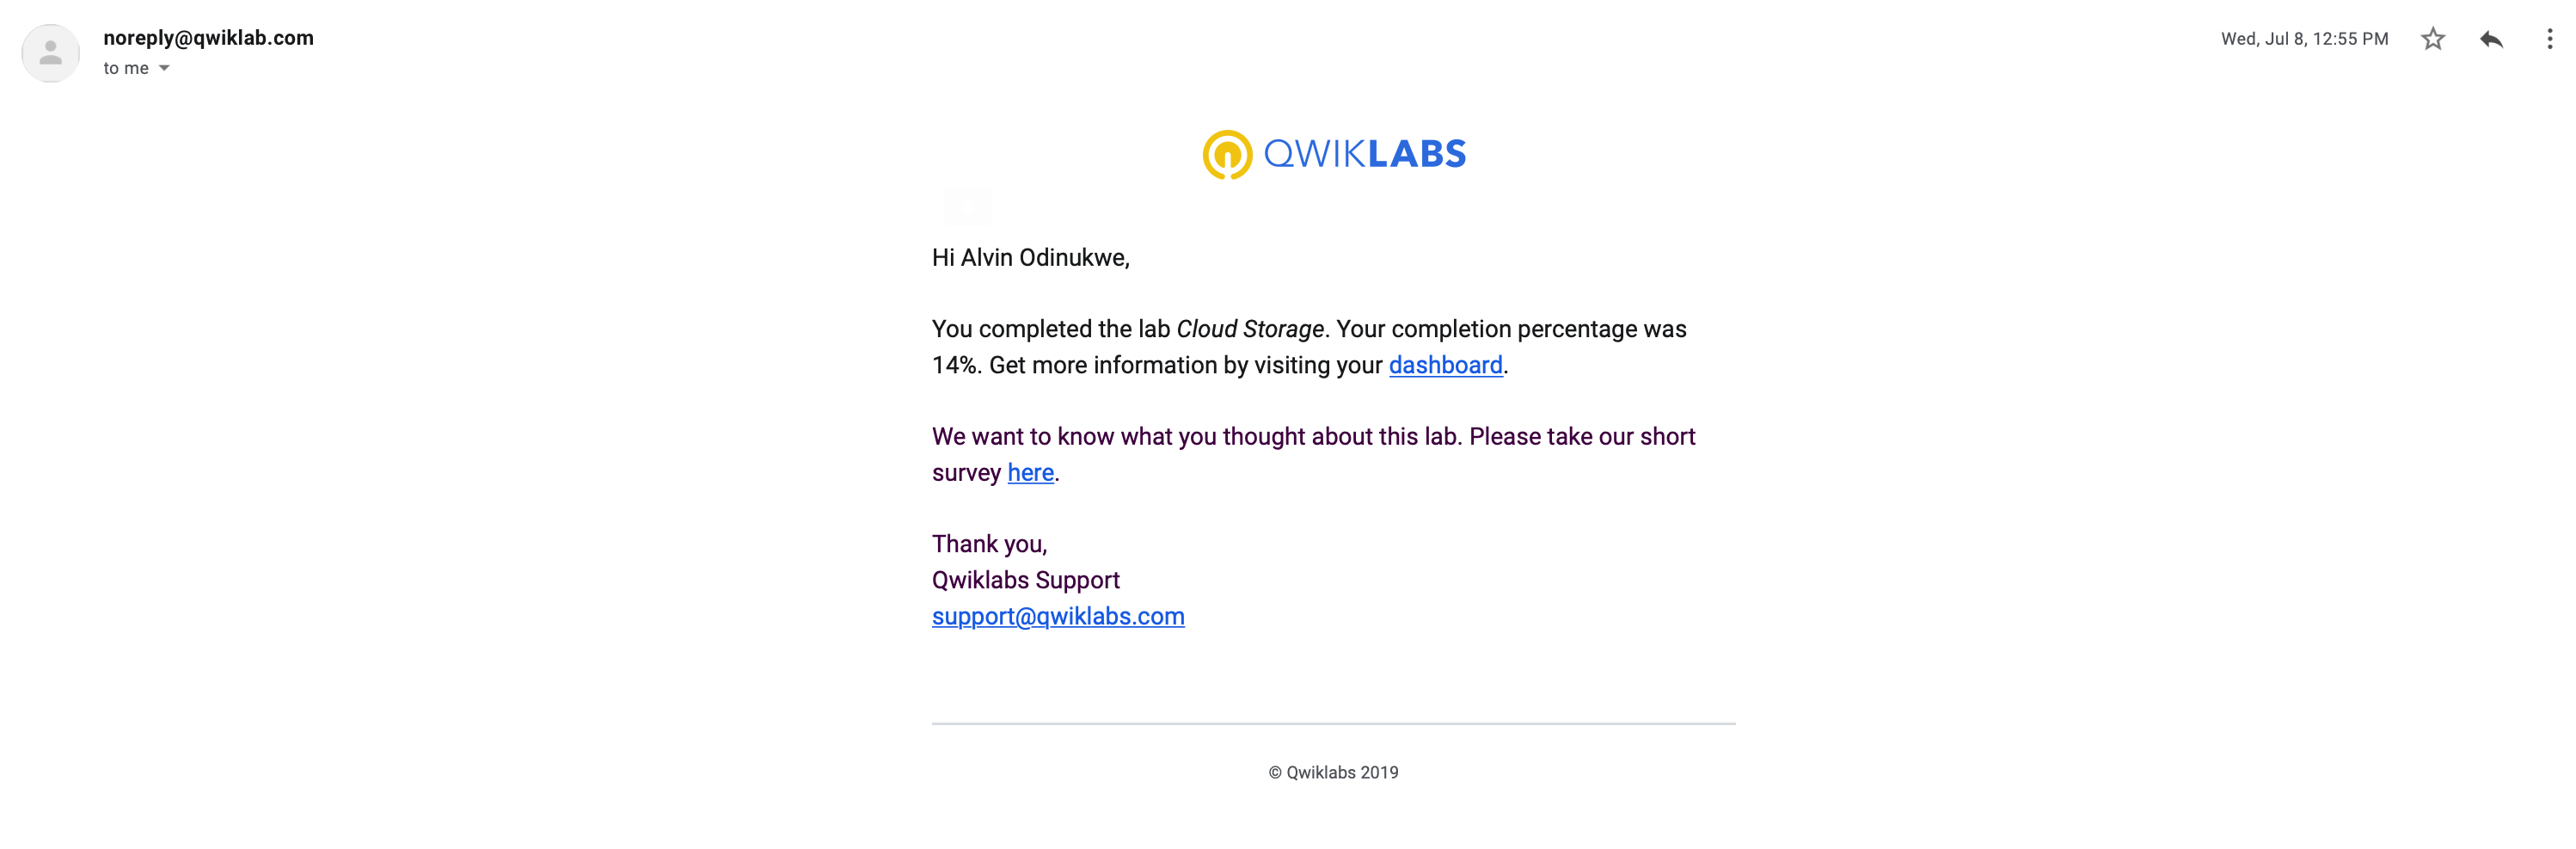 noreply@qwiklab.com
Wed, Jul 8, 12:55 PM
to me
QWIKLABS
Hi Alvin Odinukwe,
You completed the lab Cloud Storage. Your completion percentage was
14%. Get more information by visiting your dashboard.
We want to know what you thought about this lab. Please take our short
survey here.
Thank you,
Qwiklabs Support
support@qwiklabs.com
© Qwiklabs 2019